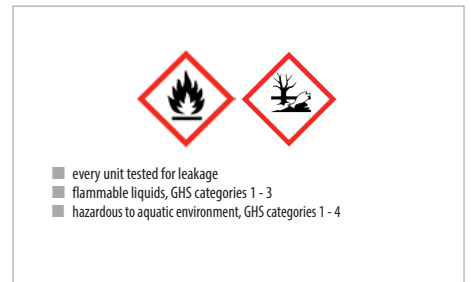 every unit tested for leakage
flammable liquids, GHS categories 1 - 3
hazardous to aquatic environment, GHS categories 1 - 4